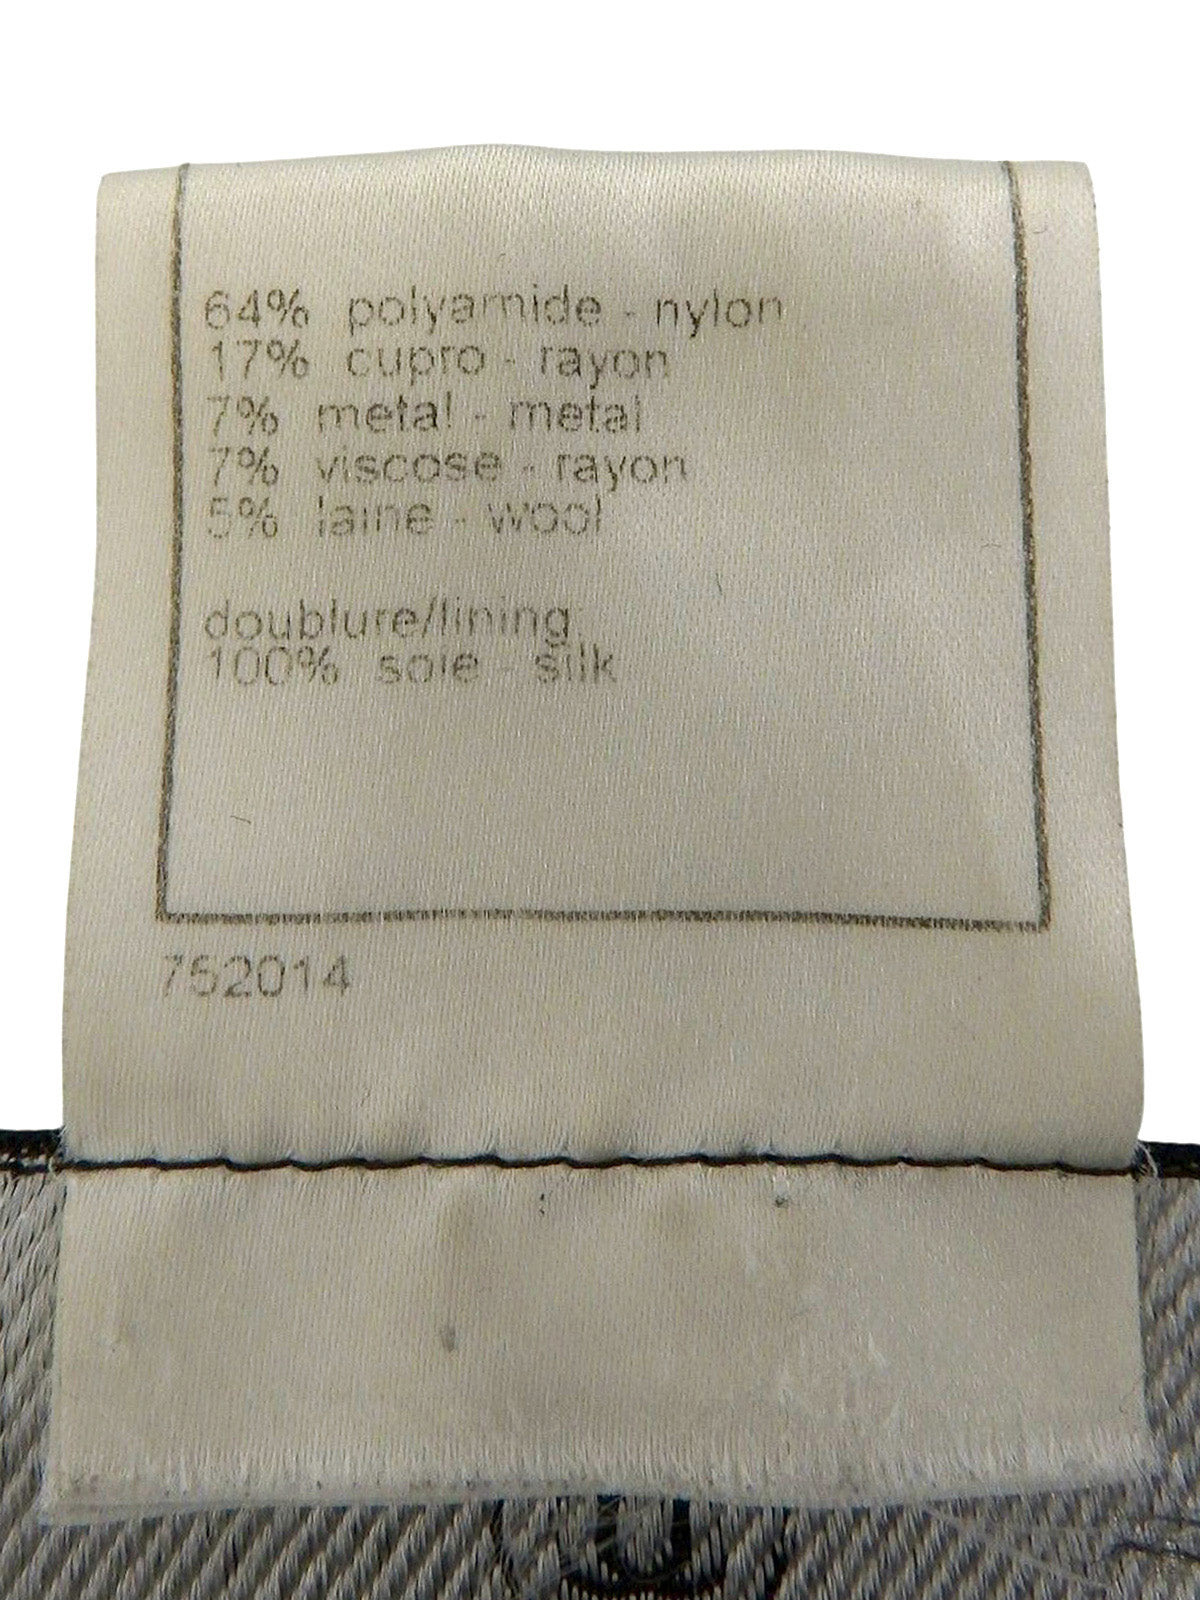 64% polyamide - nylon
17% cupro - rayon
7% metal - metal
7% viscose - rayon
5% laine - wool
doublure/lining:
100% soie - silk
752014